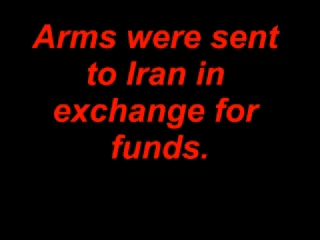 Arms were sent
to Iran in
exchange for
funds.